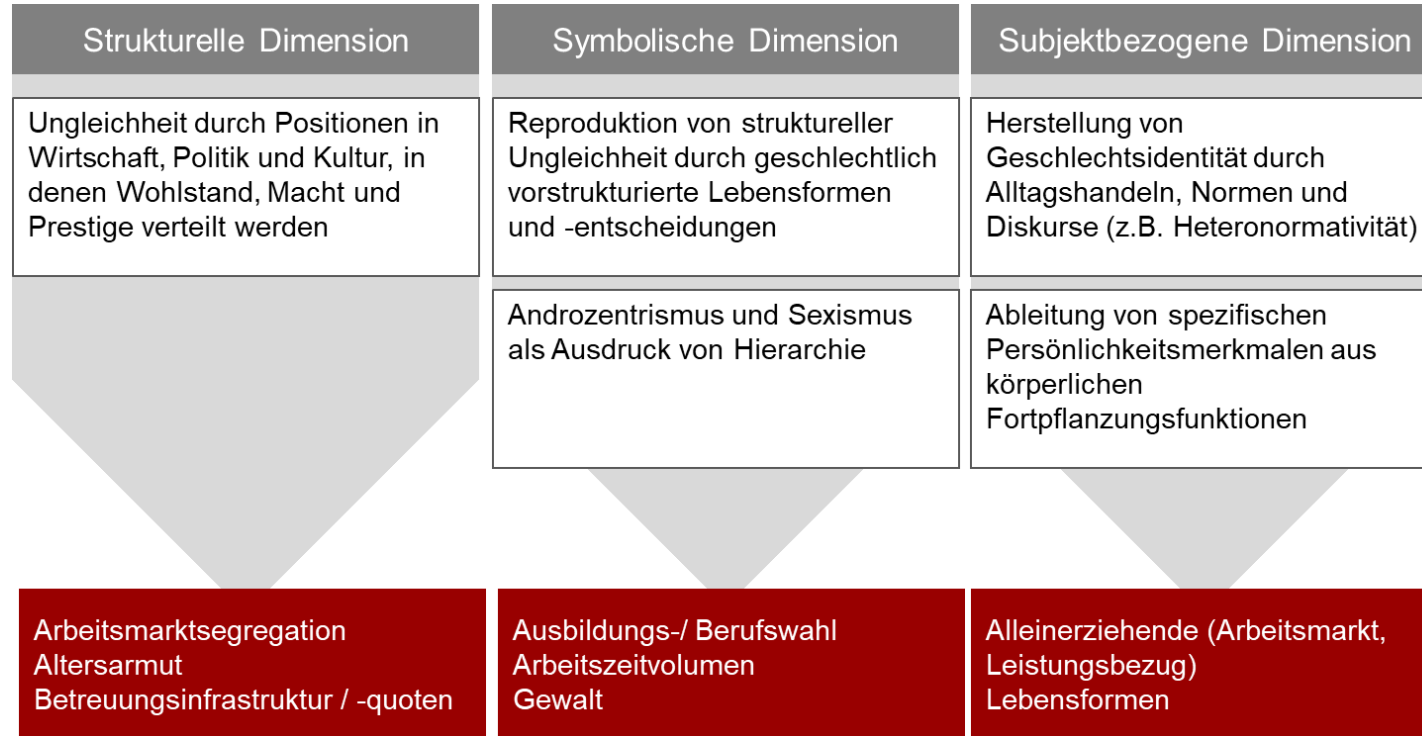 Strukturelle Dimension
Ungleichheit durch Positionen in
Wirtschaft, Politik und Kultur, in
denen Wohlstand, Macht und
Prestige verteilt werden
Arbeitsmarktsegregation
Altersarmut
Betreuungsinfrastruktur / -quoten
Symbolische Dimension
Reproduktion von struktureller
Ungleichheit durch geschlechtlich
vorstrukturierte Lebensformen
und -entscheidungen
Androzentrismus und Sexismus
als Ausdruck von Hierarchie
Ausbildungs-/ Berufswahl
Arbeitszeitvolumen
Gewalt
Subjektbezogene Dimension
Herstellung von
Geschlechtsidentität durch
Alltagshandeln, Normen und
Diskurse (z.B. Heteronormativität)
Ableitung von spezifischen
Persönlichkeitsmerkmalen aus
körperlichen
Fortpflanzungsfunktionen
Alleinerziehende (Arbeitsmarkt,
Leistungsbezug)
Lebensformen